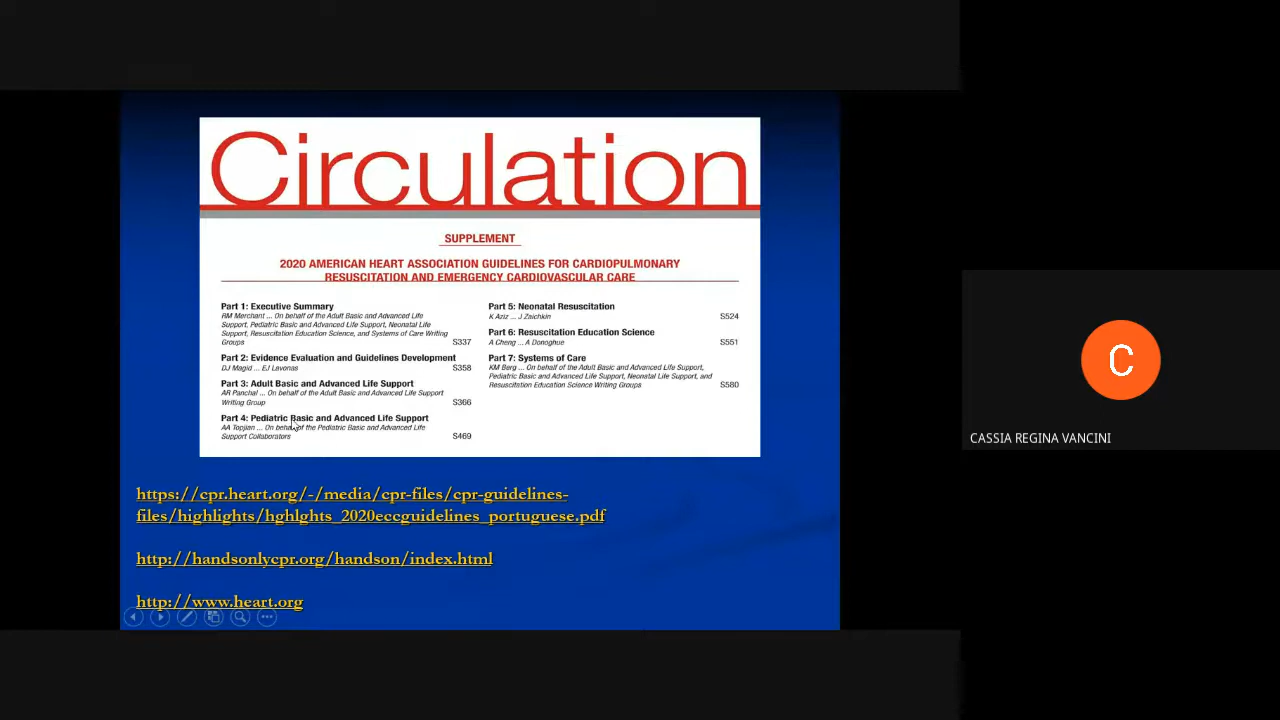 Circulation
SUPPLEMENT
2020 AMERICAN HEART ASSOCIATION GUIDELINES FOR CARDIOPULMONARY
RESUSCITATION AND EMERGENCY CARDIOVASCULAR CARE
Part 1: Executive Summary
RM Merchant ... On behalf of the Adult Basic and Advanced Life
Support, Pediatric Basic and Advanced Life Support, Neonatal Life
Support, Resuscitation Education Science, and Systems of Care Writing
Groups S337
Part 2: Evidence Evaluation and Guidelines Development
DJ Magid ... EJ Lavonas S358
Part 3: Adult Basic and Advanced Life Support
AR Panchal ... On behalf of the Adult Basic and Advanced Life Support
Writing Group S366
Part 4: Pediatric Basic and Advanced Life Support
AA Topjian ... On behalf of the Pediatric Basic and Advanced Life
Support Collaborators S469
Part 5: Neonatal Resuscitation
K Aziz ... J Zaichkin S524
Part 6: Resuscitation Education Science
A Cheng ... A Donoghue S551
Part 7: Systems of Care
KM Berg ... On behalf of the Adult Basic and Advanced Life Support,
Pediatric Basic and Advanced Life Support, Neonatal Life Support, and
Resuscitation Education Science Writing Groups S580
https://cpr.heart.org/-/media/cpr-files/cpr-guidelines-
files/highlights/hghlghts_2020eccguidelines_portuguese.pdf
http://handsonlycpr.org/handson/index.html
http://www.heart.org
C
CASSIA REGINA VANCINI